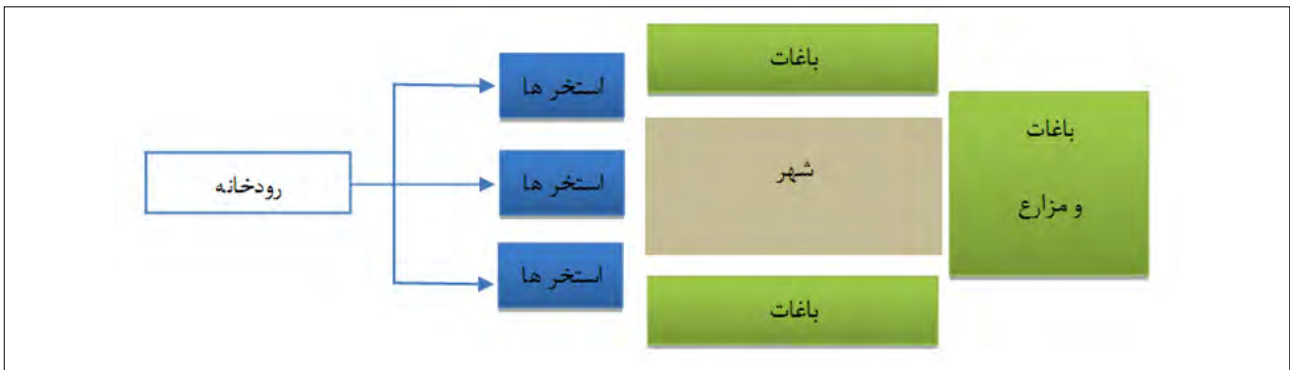 باغات
استخر ها
باغات
و مزارع
شهر
استخر ها
رودخانه
استخر ها
باغات